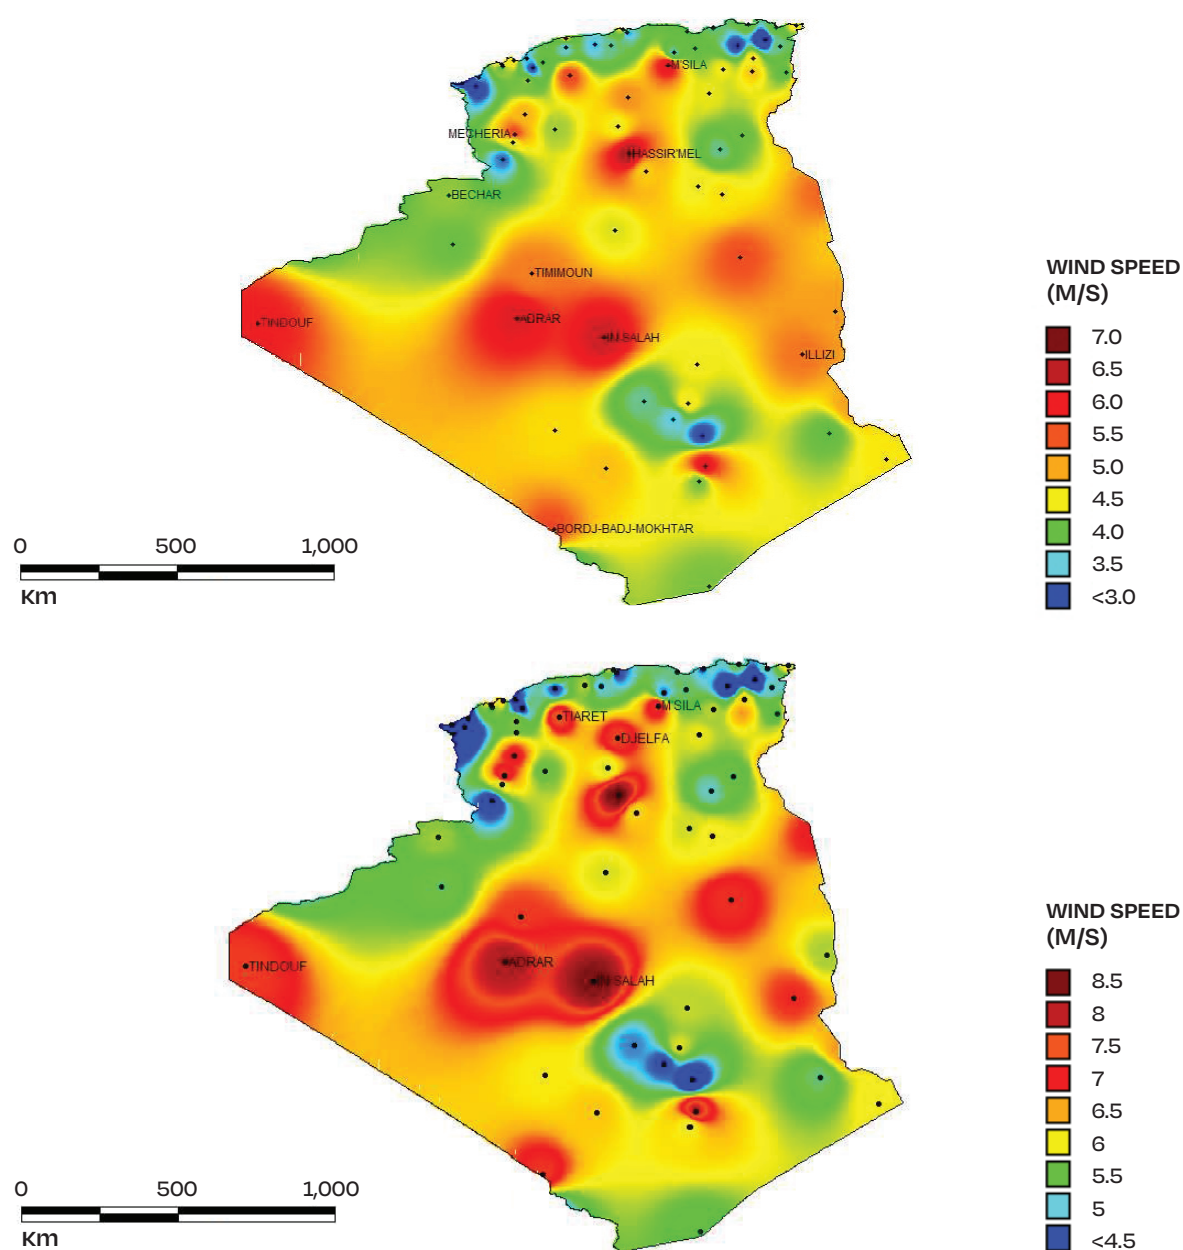 M'SILA
MECHERIA
HASSIR'MEL
BECHAR
TIMIMOUN
ADRAR
TINDOUF
IN SALAH
ILLIZI
BORDJ-BADJ-MOKHTAR
WIND SPEED
(M/S)
7.0
6.5
6.0
5.5
5.0
4.5
4.0
3.5
<3.0
0 500 1,000
Km
M'SILA
TIARET
DJELFA
ADRAR
TINDOUF
IN SALAH
WIND SPEED
(M/S)
8.5
8
7.5
7
6.5
6
5.5
5
<4.5
0 500 1,000
Km